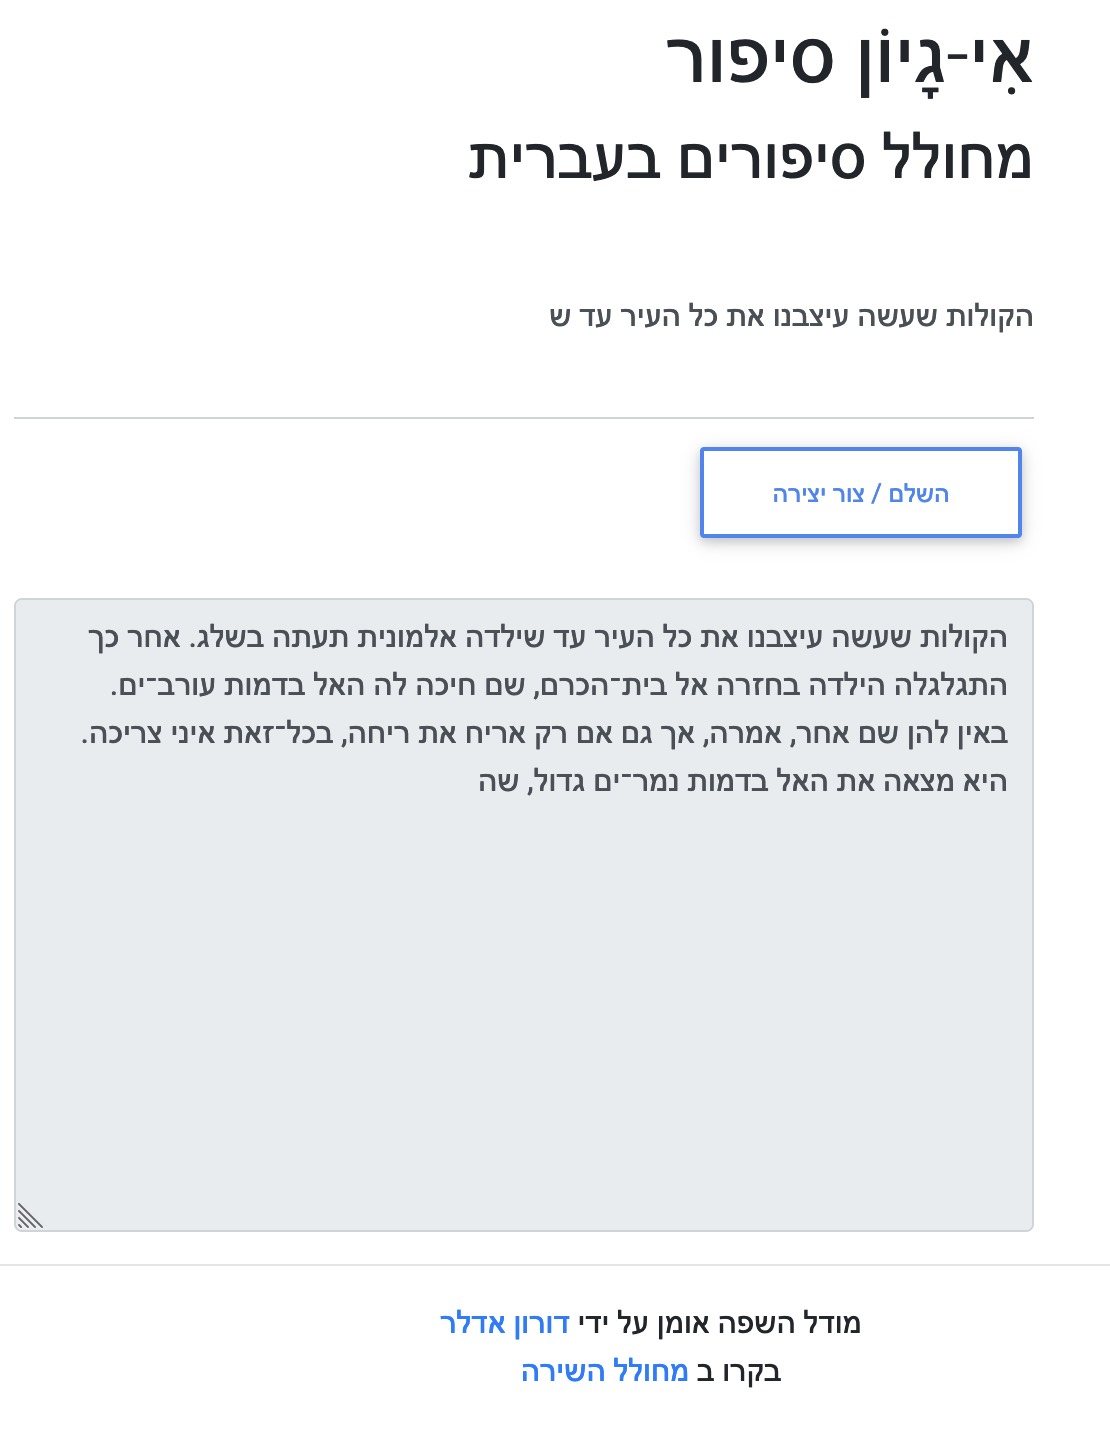 אִי-גָיוֹן סיפור
מחולל סיפורים בעברית
הקולות שעשה עיצבנו את כל העיר עד ש
השלם / צור יצירה
הקולות שעשה עיצבנו את כל העיר עד שילדה אלמונית תעתה בשלג. אחר כך
התגלגלה הילדה בחזרה אל בית־הכרם, שם חיכה לה האל בדמות עורב־ים.
באין להן שם אחר, אמרה, אך גם אם רק אריח את ריחה, בכל־זאת איני צריכה.
היא מצאה את האל בדמות נמר־ים גדול, שה
מודל השפה אומן על ידי דורון אדלר
בקרו ב מחולל השירה